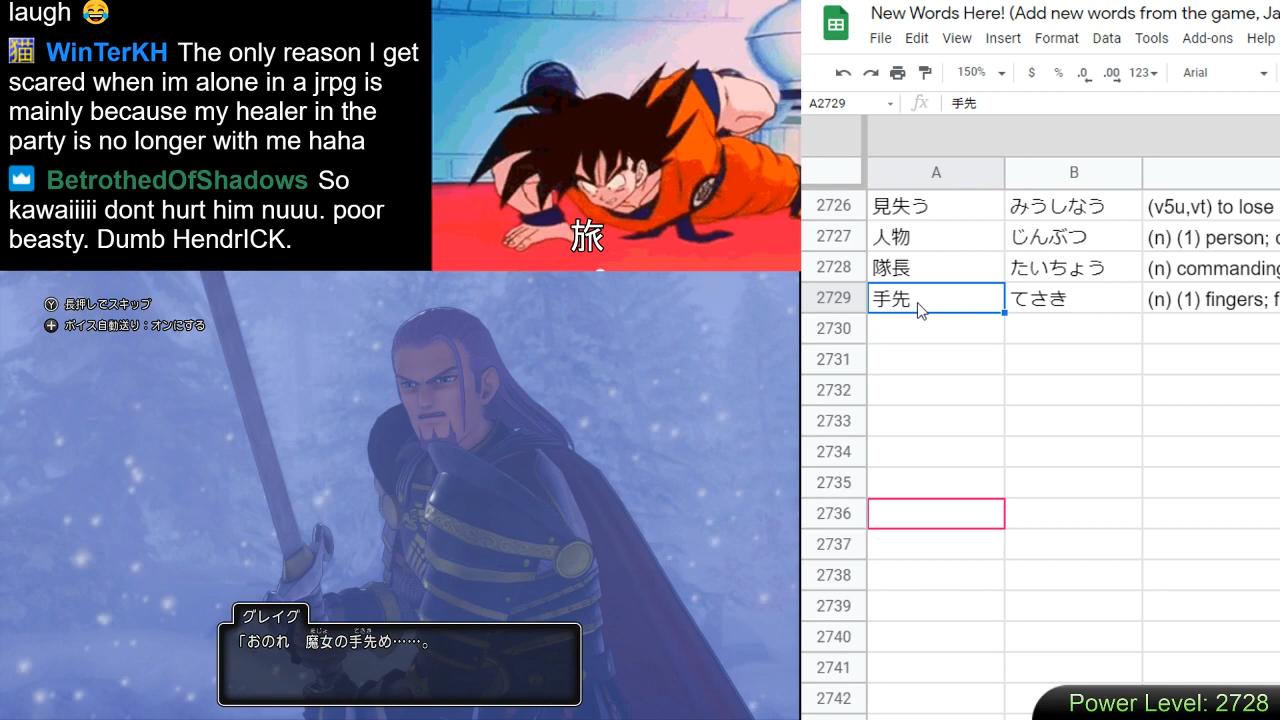 laugh 😂
猫 WinTerKH The only reason I get
scared when im alone in a jrpg is
mainly because my healer in the
party is no longer with me haha
BetrothedOfShadows So
kawaiiiii dont hurt him nuuu. poor
beasty. Dumb HendrICK.
旅
Y 長押しでスキップ
+ ボイス自動送り：オンにする
グレイグ
まじょ てさき
「おのれ 魔女の手先め……。
New Words Here! (Add new words from the game, Ja
File Edit View Insert Format Data Tools Add-ons Help
150% $ % .0 .00 123 Arial
A2729 fx 手先
A B
2726 見失う みうしなう (v5u,vt) to lose
2727 人物 じんぶつ (n) (1) person;
2728 隊長 たいちょう (n) commanding
2729 手先 てさき (n) (1) fingers; f
2730
2731
2732
2733
2734
2735
2736
2737
2738
2739
2740
2741
2742
Power Level: 2728